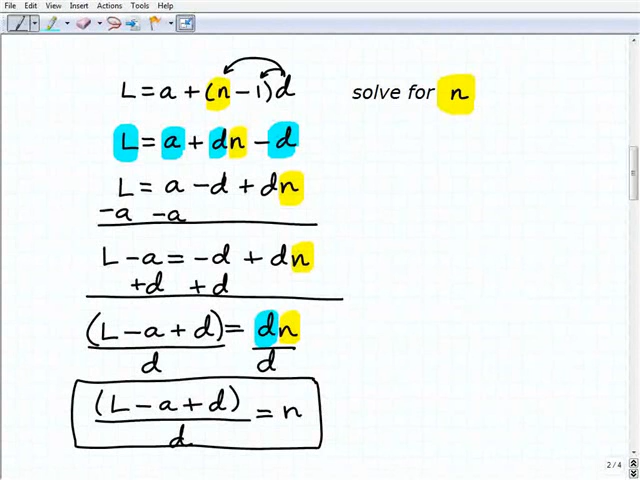 File Edit View Insert Actions Tools Help
L = a + (n - 1)d solve for n
L = a + dn - d
L = a - d + dn
-a -a
L - a = -d + dn
+d +d
(L - a + d) = dn
d d
(L - a + d) = n
d
2 / 4